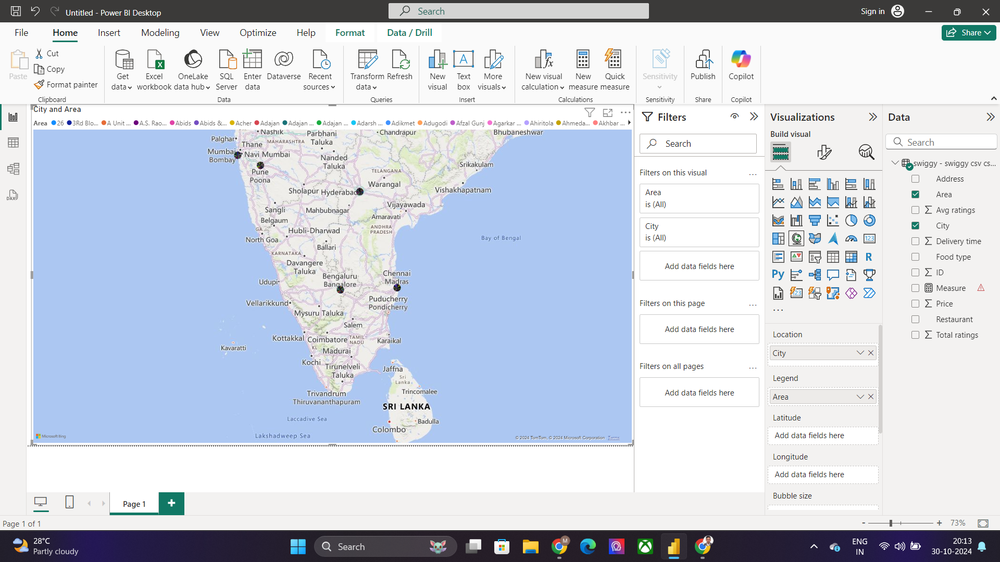 Untitled - Power BI Desktop
Search
Sign in
File Home Insert Modeling View Optimize Help Format Data / Drill
Share
Paste
Cut
Copy
Format painter
Clipboard
Get data
Excel workbook
OneLake data hub
SQL Server
Enter data
Dataverse
Recent sources
Data
Transform data
Refresh
Queries
New visual
Text box
More visuals
Insert
New visual calculation
New measure
Quick measure
Calculations
Sensitivity
Sensitivity
Publish
Share
Copilot
Copilot
City and Area
Area 26 3Rd Blo... A Unit ... A.S. Rao... Abids Abids &... Acher Adajan Adajan ... Adajan ... Adarsh ... Adikmet Adugodi Afzal Gunj Agarkar ... Ahiritola Ahmeda... Akhbar ...
Nashik
Parbhani Taluka
Chandrapur
Bhubaneshwar
Palghar
MAHARASHTRA
Thane
Mumbai
Bombay
Navi Mumbai
Nanded Taluka
Srikakulam
Pune
Poona
TELANGANA
Warangal
Sholapur
Hyderabad
Vishakhapatnam
Sangli
Mahbubnagar
Vijayawada
Belgaum
Amaravati
GA
Hubli-Dharwad
ANDHRA PRADESH
North Goa
Ballari
Bay of Bengal
KARNATAKA
Davangere Taluka
Bengaluru
Bangalore
Chennai
Madras
Udupi
Vellarikkund
Puducherry
Pondicherry
Mysuru Taluka
Salem
Kottakkal
Coimbatore
TAMIL NADU
Karaikal
KL
Kavaratti
Madurai
Kochi
Tirunelveli Taluka
Jaffna
Sri Lanka
Trivandrum
Thiruvananthapuram
Trincomalee
SRI LANKA
Laccadive Sea
Badulla
Colombo
Lakshadweep Sea
Microsoft Bing
© 2024 TomTom, © 2024 Microsoft Corporation Terms
Filters
Search
Filters on this visual ...
Area
is (All)
City
is (All)
Add data fields here
Filters on this page ...
Add data fields here
Filters on all pages ...
Add data fields here
Visualizations
Build visual
123
R
Py
123
...
Location
City
Legend
Area
Latitude
Add data fields here
Longitude
Add data fields here
Bubble size
Data
Search
swiggy - swiggy csv cs...
Address
Area
Avg ratings
City
Delivery time
Food type
ID
Measure
Price
Restaurant
Total ratings
DAX
Page 1
Page 1 of 1
- + 73%
28°C
Partly cloudy
Search
M
ENG
IN
20:13
30-10-2024